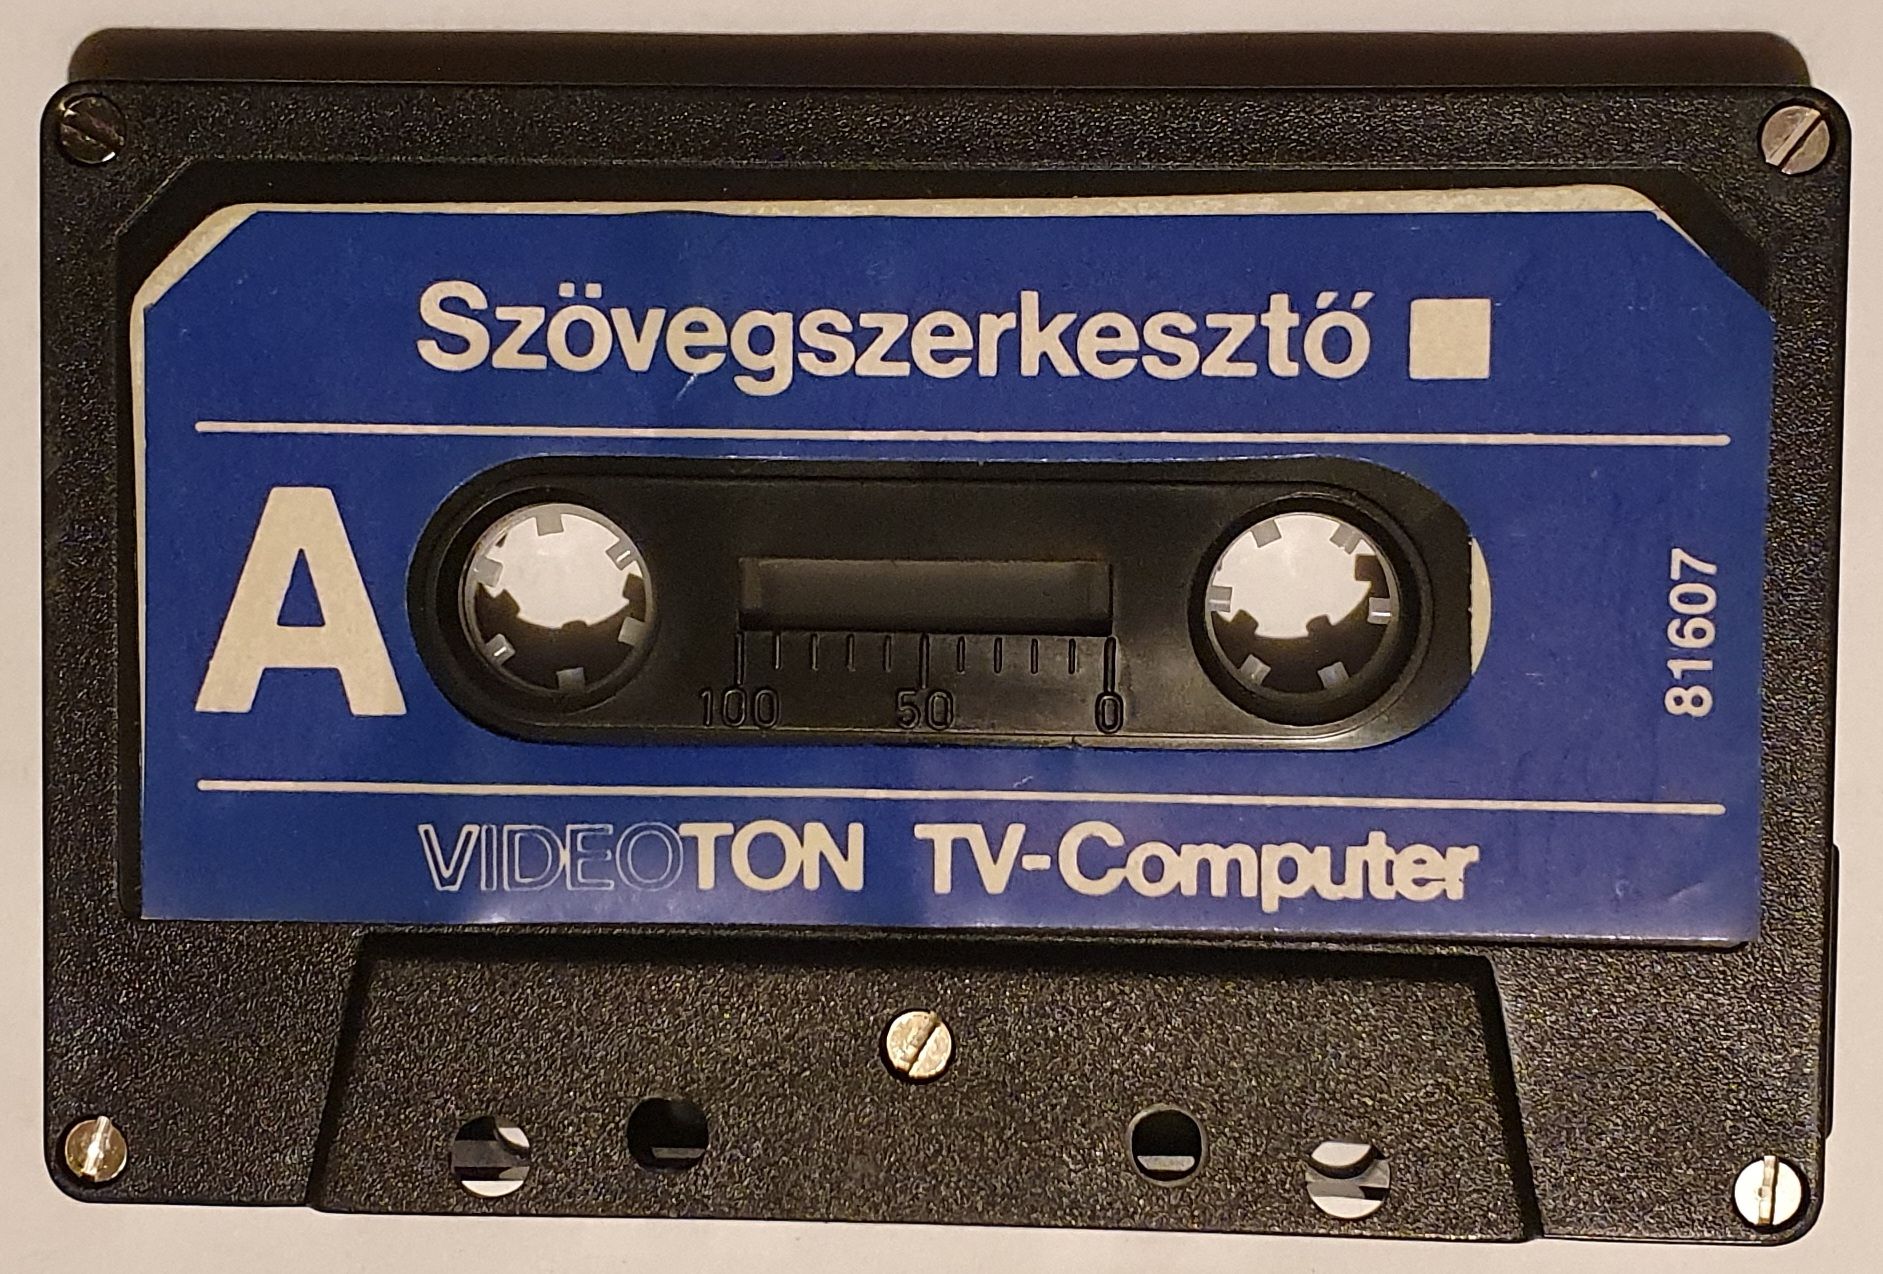 Szövegszerkesztő
A
81607
100 50 0
VIDEOTON TV-Computer